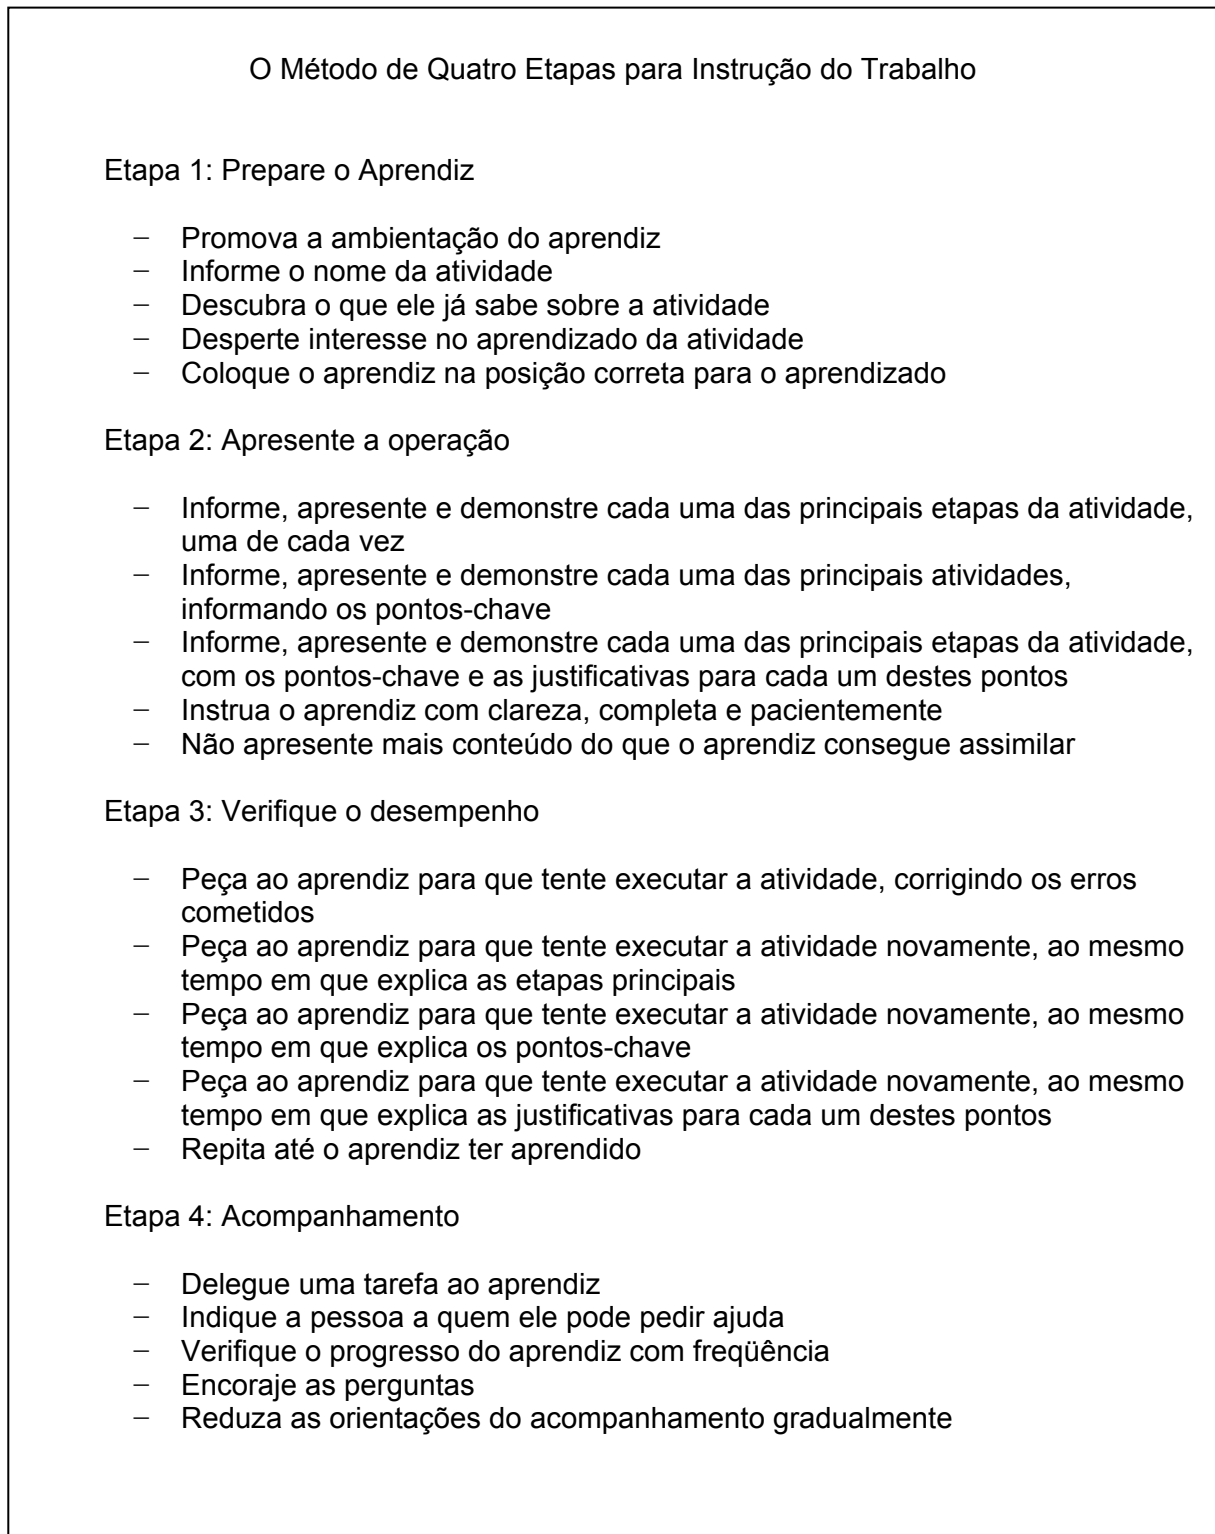 O Método de Quatro Etapas para Instrução do Trabalho
Etapa 1: Prepare o Aprendiz
− Promova a ambientação do aprendiz
− Informe o nome da atividade
− Descubra o que ele já sabe sobre a atividade
− Desperte interesse no aprendizado da atividade
− Coloque o aprendiz na posição correta para o aprendizado
Etapa 2: Apresente a operação
− Informe, apresente e demonstre cada uma das principais etapas da atividade,
uma de cada vez
− Informe, apresente e demonstre cada uma das principais atividades,
informando os pontos-chave
− Informe, apresente e demonstre cada uma das principais etapas da atividade,
com os pontos-chave e as justificativas para cada um destes pontos
− Instrua o aprendiz com clareza, completa e pacientemente
− Não apresente mais conteúdo do que o aprendiz consegue assimilar
Etapa 3: Verifique o desempenho
− Peça ao aprendiz para que tente executar a atividade, corrigindo os erros
cometidos
− Peça ao aprendiz para que tente executar a atividade novamente, ao mesmo
tempo em que explica as etapas principais
− Peça ao aprendiz para que tente executar a atividade novamente, ao mesmo
tempo em que explica os pontos-chave
− Peça ao aprendiz para que tente executar a atividade novamente, ao mesmo
tempo em que explica as justificativas para cada um destes pontos
− Repita até o aprendiz ter aprendido
Etapa 4: Acompanhamento
− Delegue uma tarefa ao aprendiz
− Indique a pessoa a quem ele pode pedir ajuda
− Verifique o progresso do aprendiz com freqüência
− Encoraje as perguntas
− Reduza as orientações do acompanhamento gradualmente